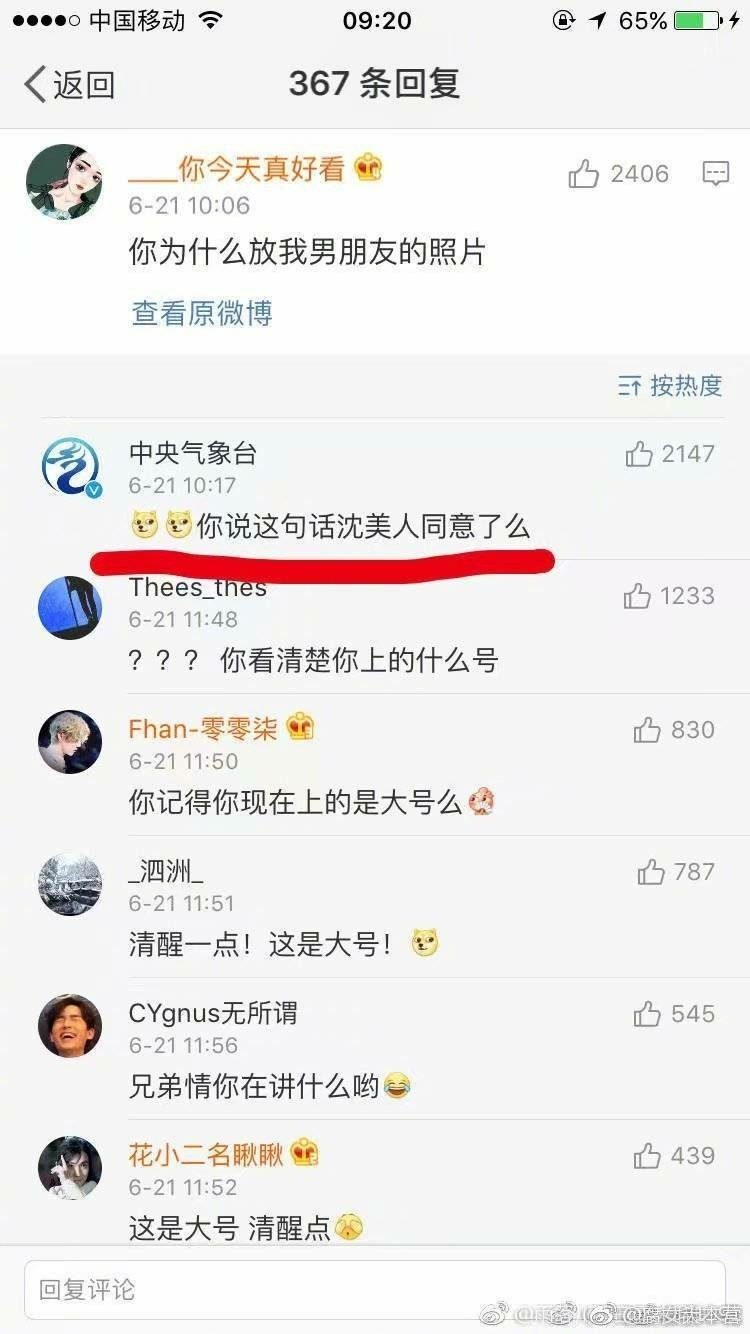 中国移动 09:20 65%
返回 367 条回复
____你今天真好看 2406
6-21 10:06
你为什么放我男朋友的照片
查看原微博
按热度
中央气象台 2147
6-21 10:17
你说这句话沈美人同意了么
Thees_thes 1233
6-21 11:48
？？？ 你看清楚你上的什么号
Fhan-零零柒 830
6-21 11:50
你记得你现在上的是大号么
_泗洲_ 787
6-21 11:51
清醒一点！这是大号！
CYgnus无所谓 545
6-21 11:56
兄弟情你在讲什么哟
花小二名瞅瞅 439
6-21 11:52
这是大号 清醒点
回复评论